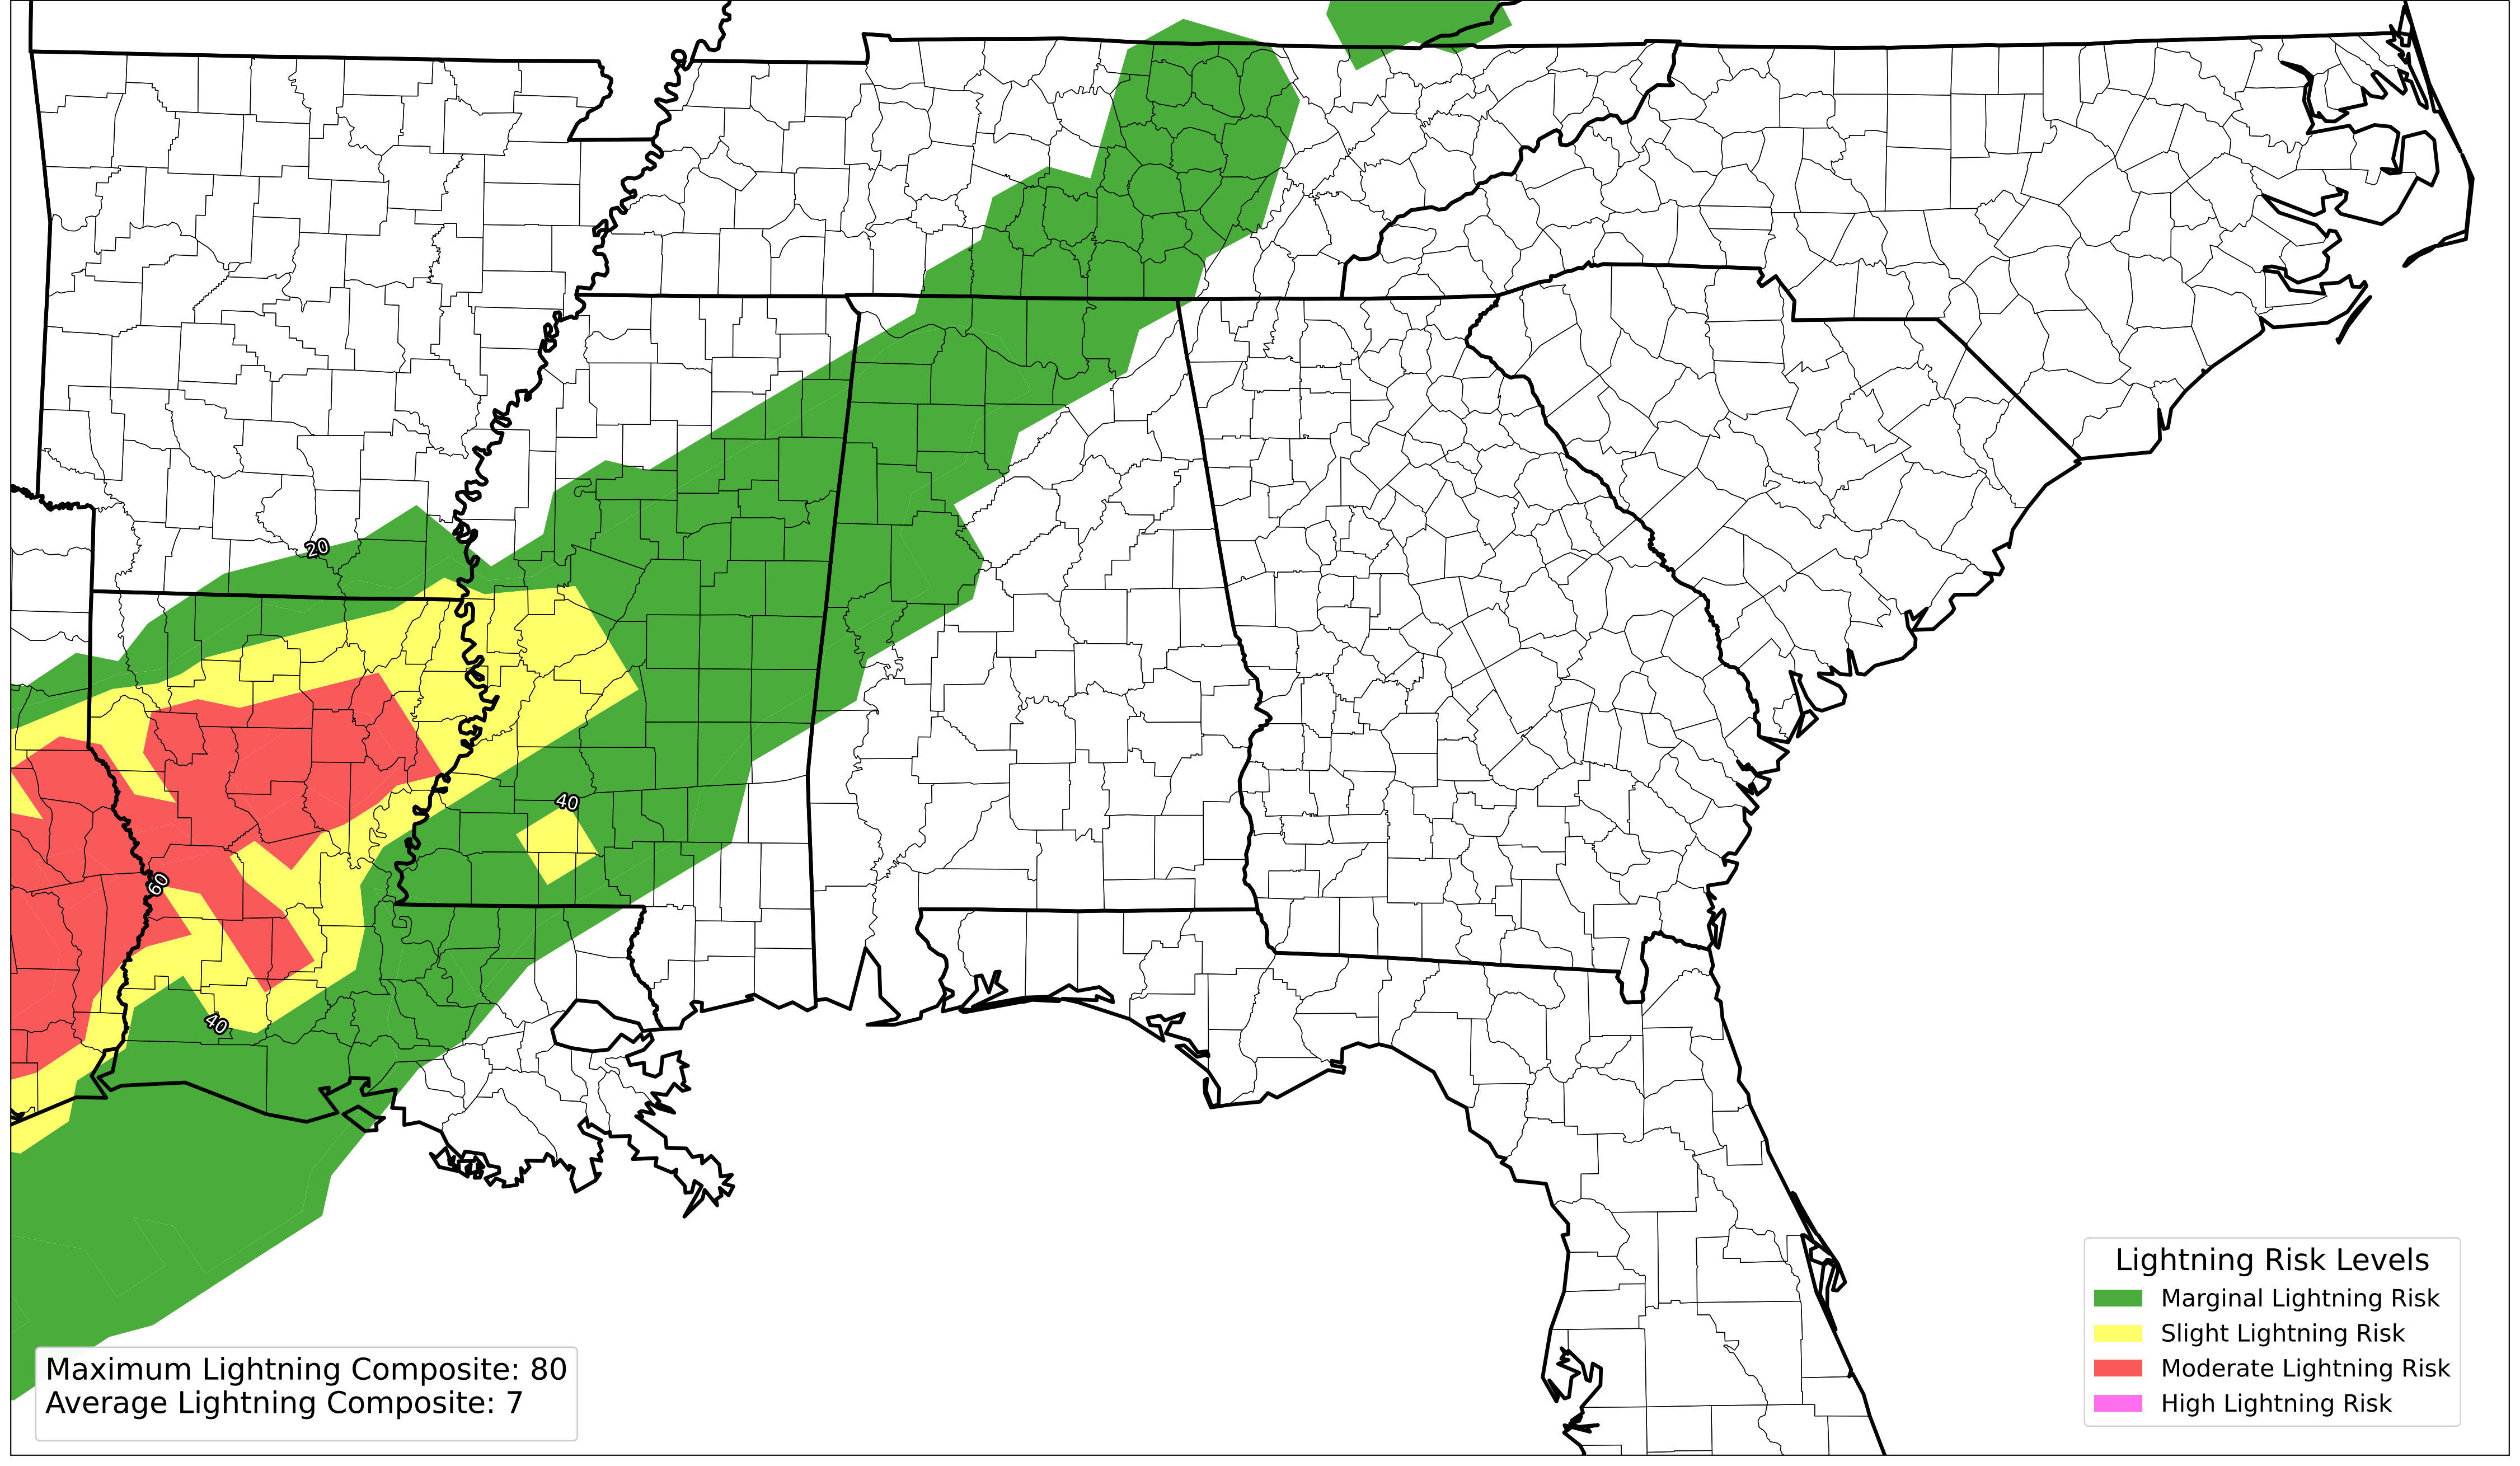 20
40
60
40
Lightning Risk Levels
Marginal Lightning Risk
Slight Lightning Risk
Moderate Lightning Risk
High Lightning Risk
Maximum Lightning Composite: 80
Average Lightning Composite: 7